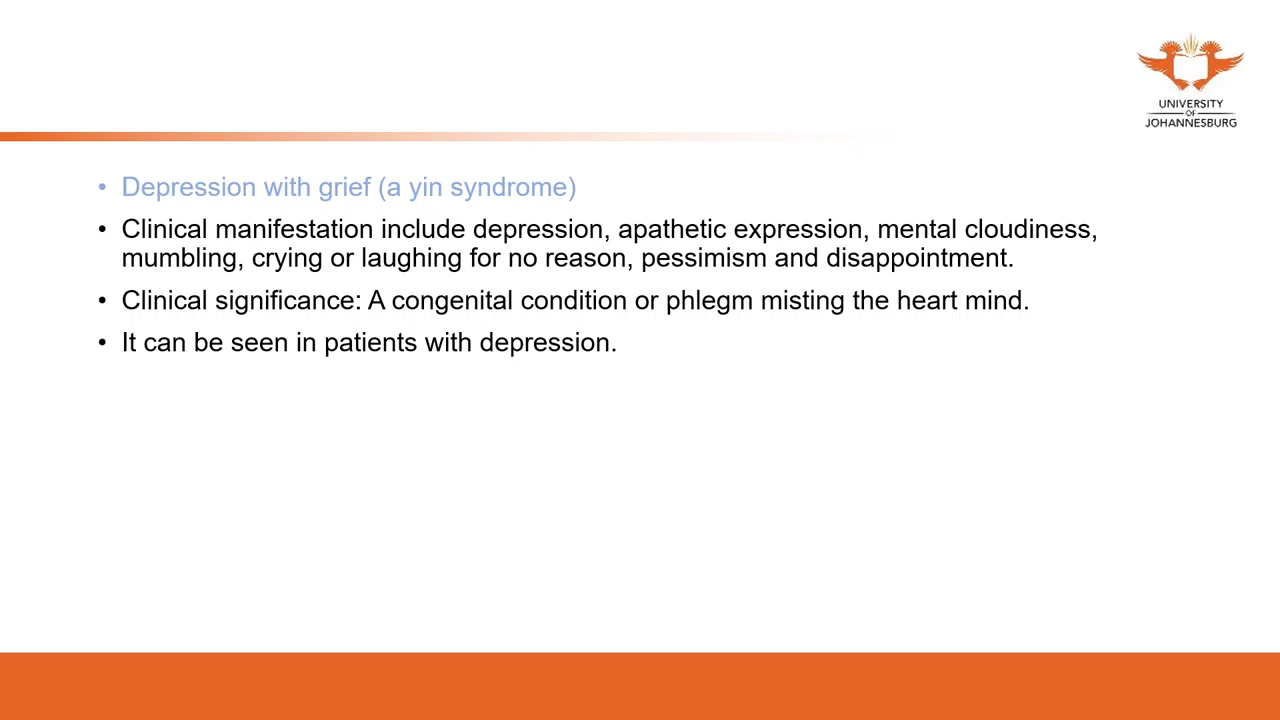 UNIVERSITY
OF
JOHANNESBURG
• Depression with grief (a yin syndrome)
• Clinical manifestation include depression, apathetic expression, mental cloudiness,
mumbling, crying or laughing for no reason, pessimism and disappointment.
• Clinical significance: A congenital condition or phlegm misting the heart mind.
• It can be seen in patients with depression.